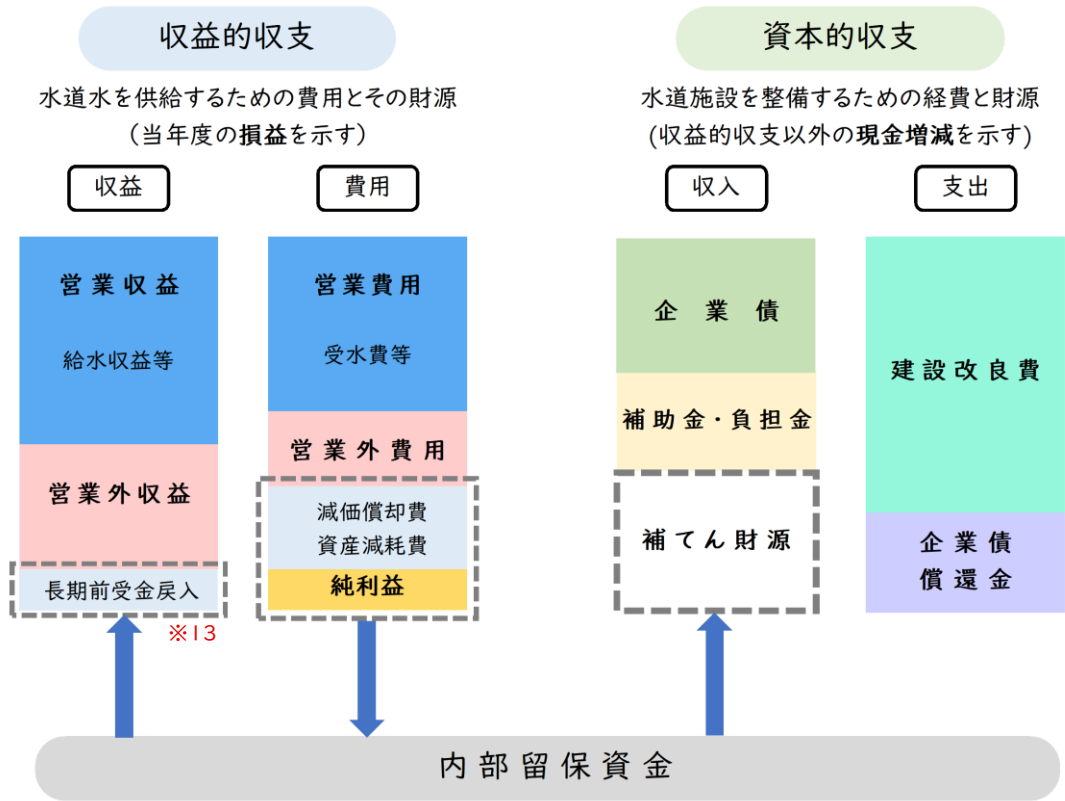 収益的収支
水道水を供給するための費用とその財源
（当年度の損益を示す）
収益
費用
営業収益
給水収益等
営業外収益
長期前受金戻入
※13
営業費用
受水費等
営業外費用
減価償却費
資産減耗費
純利益
資本的収支
水道施設を整備するための経費と財源
(収益的収支以外の現金増減を示す)
収入
支出
企業債
補助金・負担金
補てん財源
建設改良費
企業債
償還金
内部留保資金